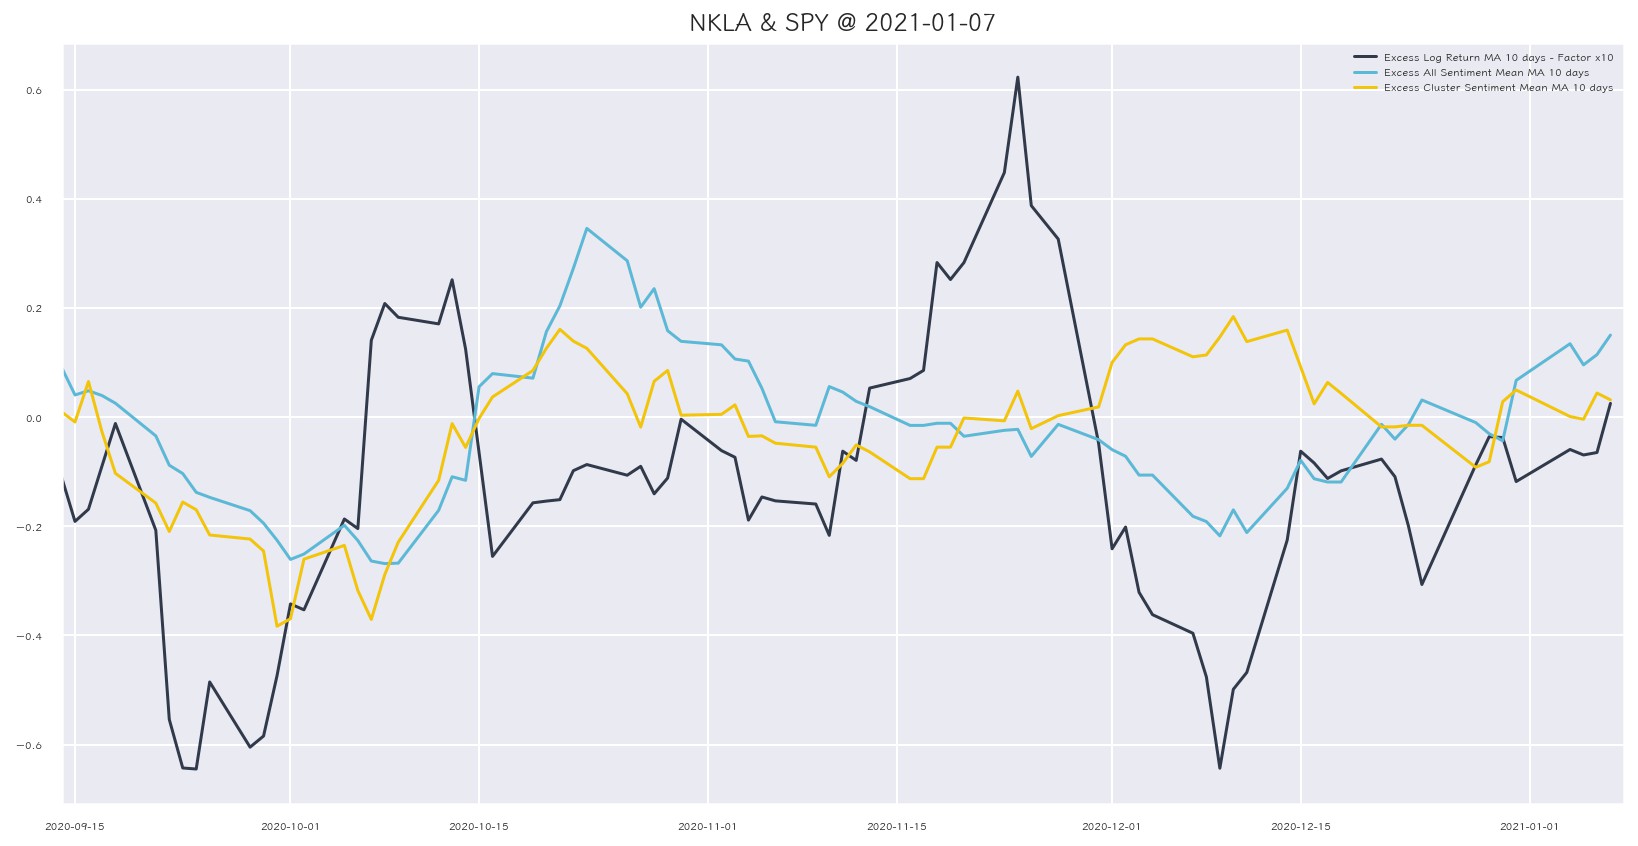 NKLA & SPY @ 2021-01-07
Excess Log Return MA 10 days - Factor x10
Excess All Sentiment Mean MA 10 days
Excess Cluster Sentiment Mean MA 10 days
0.6
0.4
0.2
0.0
−0.2
−0.4
−0.6
2020-09-15 2020-10-01 2020-10-15 2020-11-01 2020-11-15 2020-12-01 2020-12-15 2021-01-01